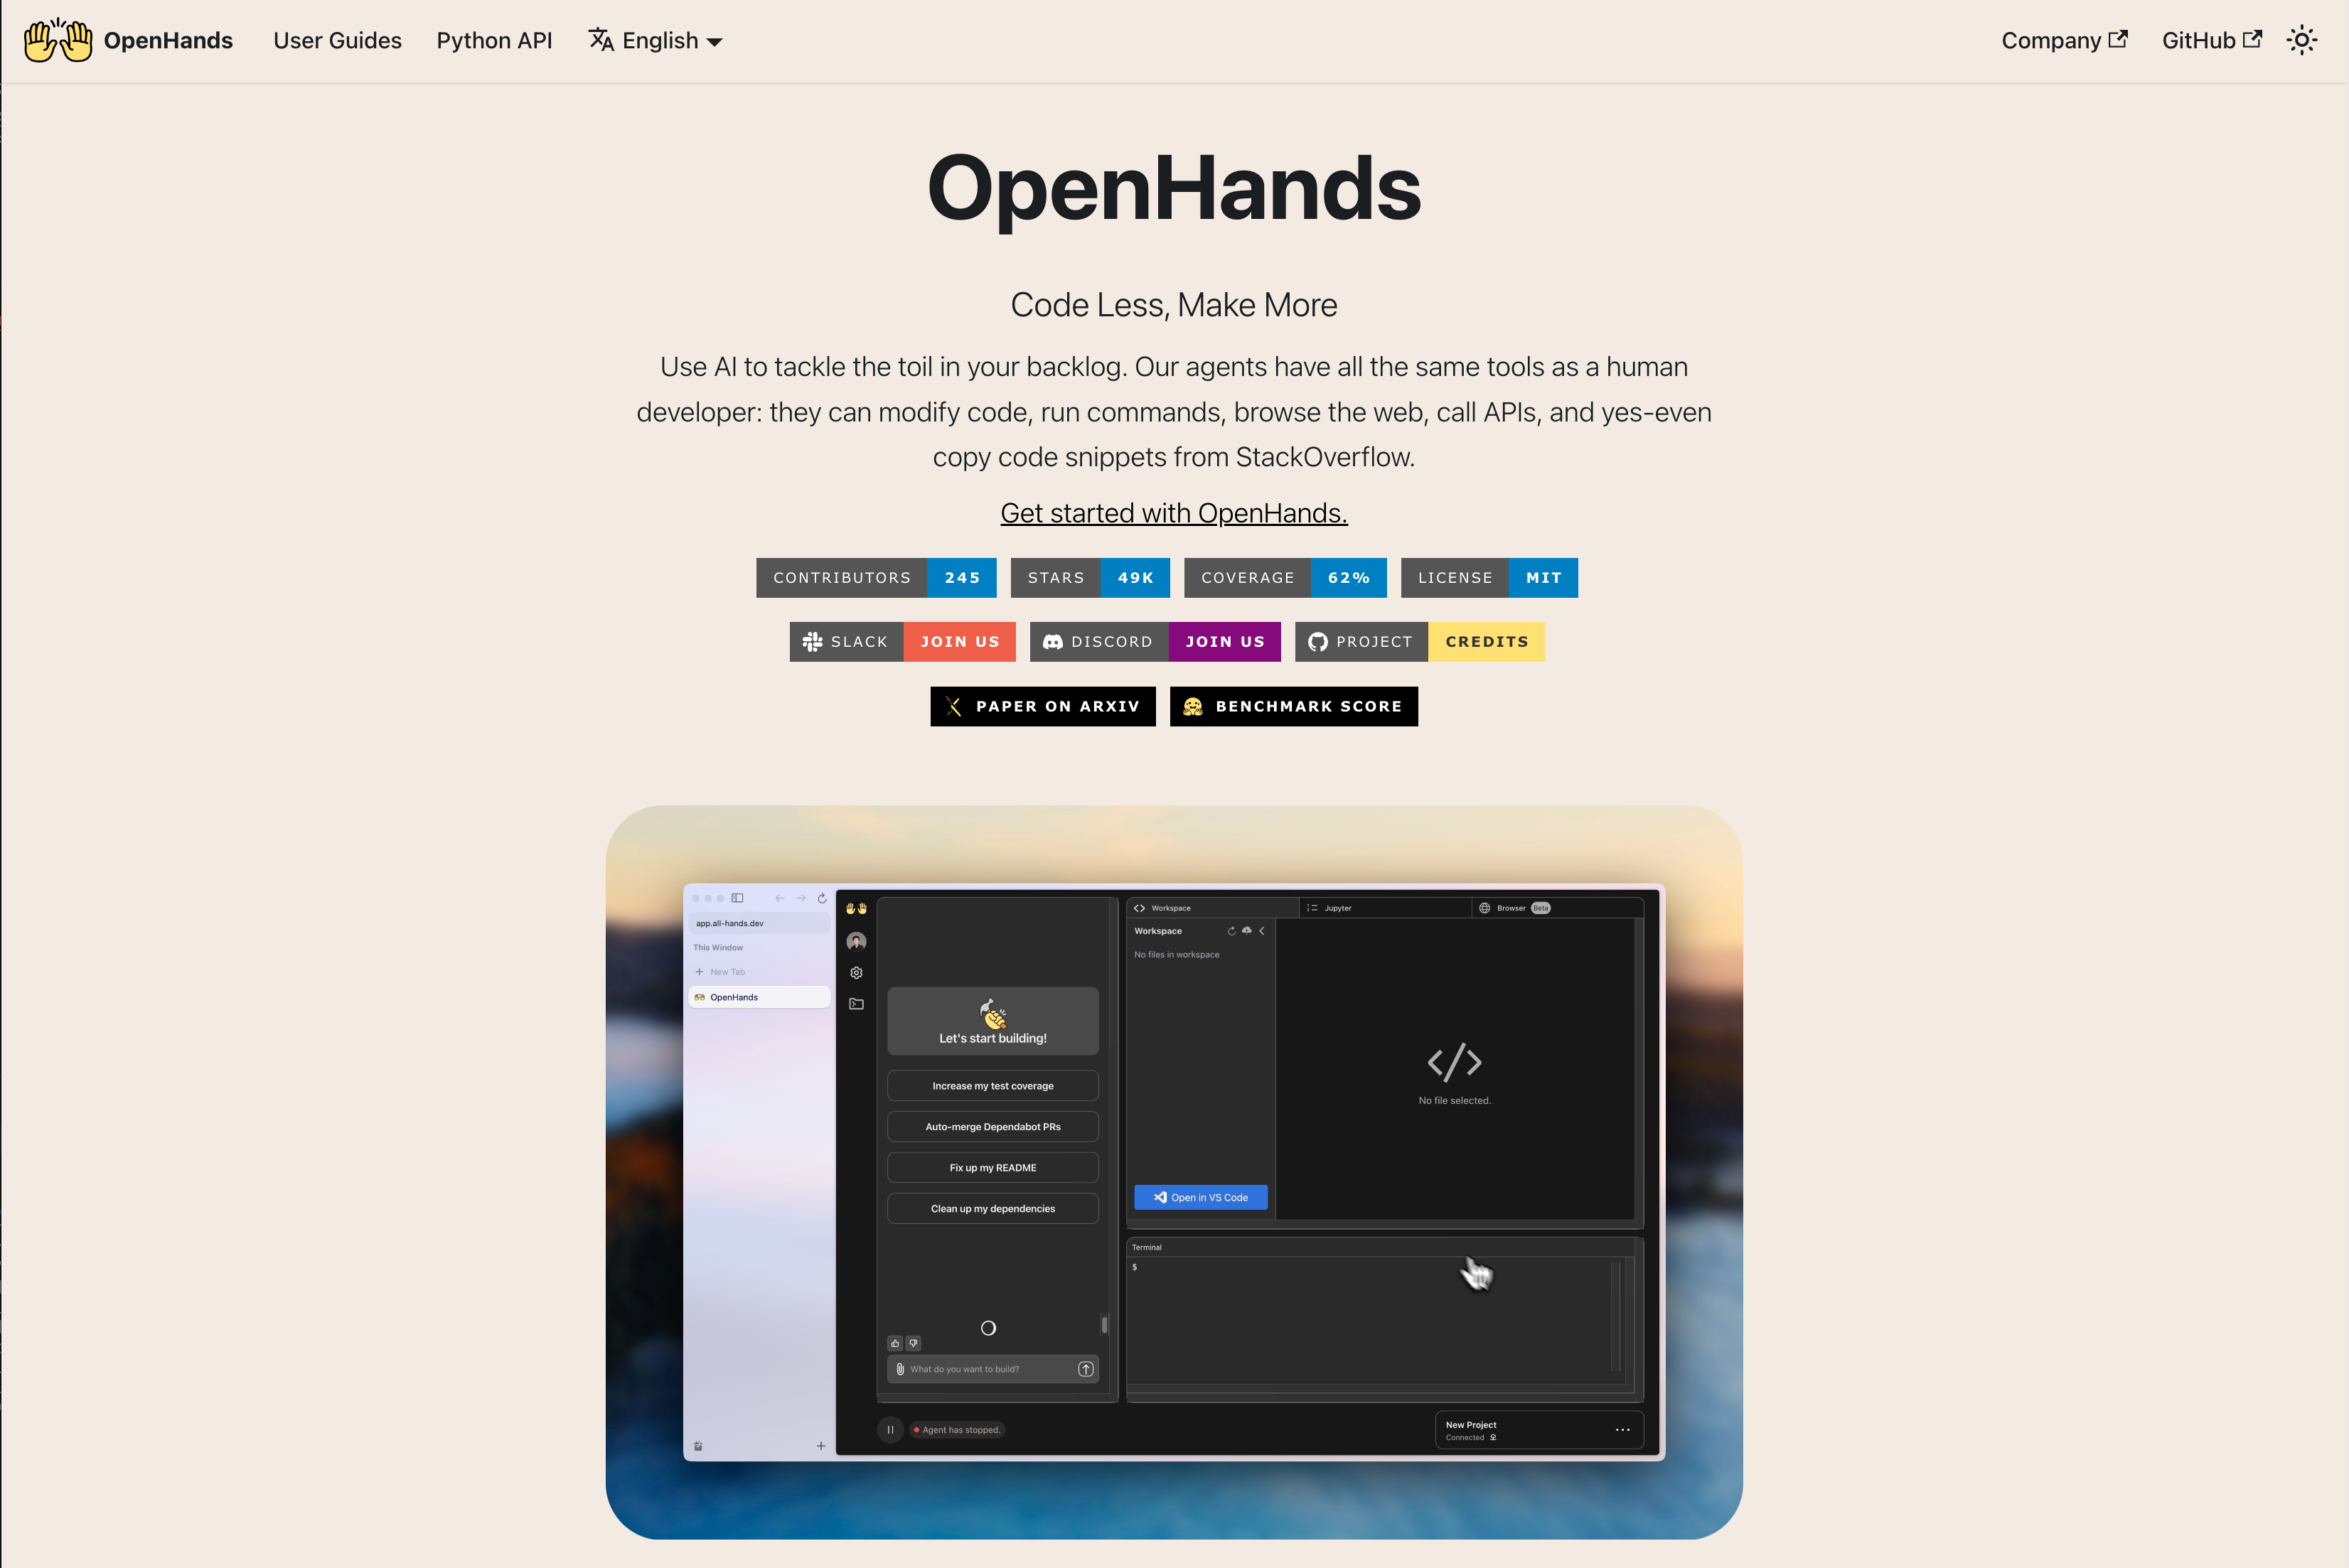 OpenHands
User Guides
Python API
English
Company
GitHub
OpenHands
Code Less, Make More
Use AI to tackle the toil in your backlog. Our agents have all the same tools as a human
developer: they can modify code, run commands, browse the web, call APIs, and yes-even
copy code snippets from StackOverflow.
Get started with OpenHands.
CONTRIBUTORS 245
STARS 49K
COVERAGE 62%
LICENSE MIT
SLACK JOIN US
DISCORD JOIN US
PROJECT CREDITS
PAPER ON ARXIV
BENCHMARK SCORE
app.all-hands.dev
This Window
New Tab
OpenHands
Let's start building!
Increase my test coverage
Auto-merge Dependabot PRs
Fix up my README
Clean up my dependencies
What do you want to build?
Agent has stopped.
Workspace
Jupyter
Browser Beta
Workspace
No files in workspace
Open in VS Code
No file selected.
Terminal
$
New Project
Connected